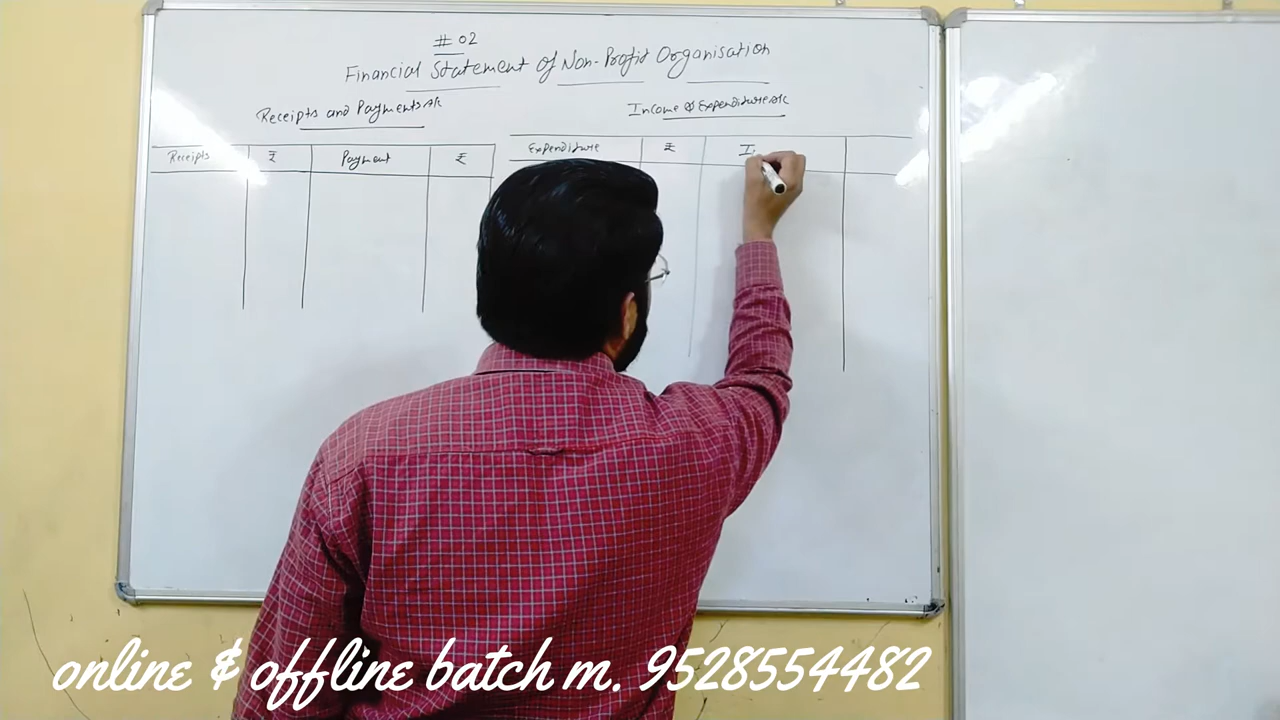 # 02
Financial Statement of Non-Profit Organisation
Receipts and Payments A/c
Income & Expenditure A/c
Receipts ₹ Payment ₹
Expenditure ₹ In
online & offline batch m. 9528554482